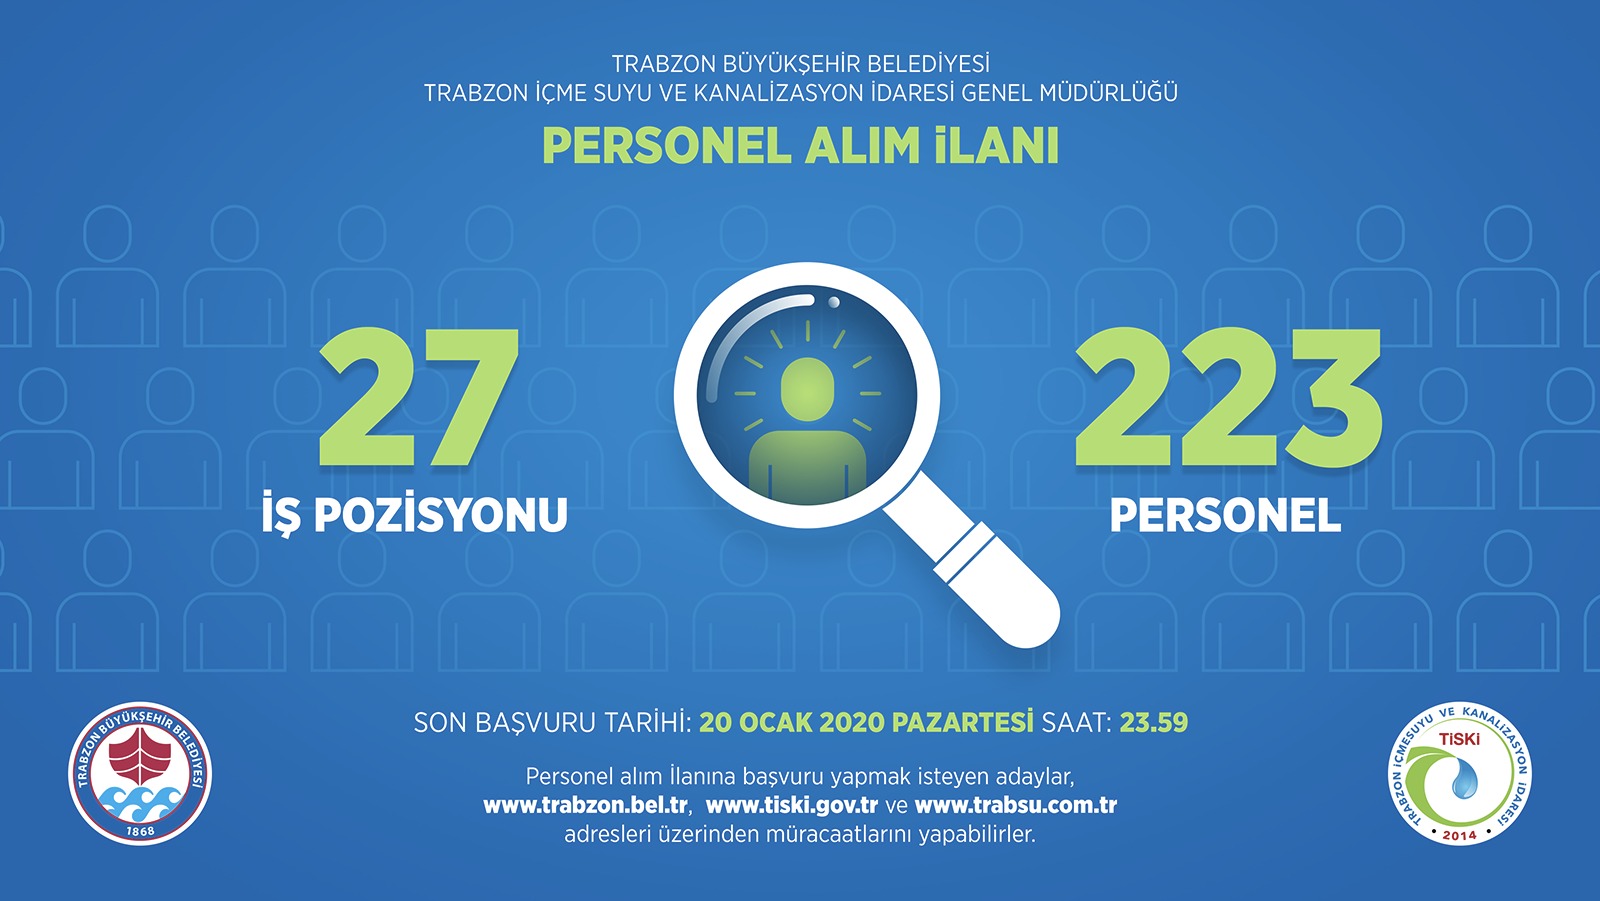 TRABZON BÜYÜKŞEHİR BELEDİYESİ
TRABZON İÇME SUYU VE KANALİZASYON İDARESİ GENEL MÜDÜRLÜĞÜ
PERSONEL ALIM İLANI
27
İŞ POZİSYONU
223
PERSONEL
SON BAŞVURU TARİHİ: 20 OCAK 2020 PAZARTESİ SAAT: 23.59
Personel alım İlanına başvuru yapmak isteyen adaylar,
www.trabzon.bel.tr, www.tiski.gov.tr ve www.trabsu.com.tr
adresleri üzerinden müracaatlarını yapabilirler.
TRABZON BÜYÜKŞEHİR BELEDİYESİ
1868
TRABZON İÇMESUYU VE KANALİZASYON İDARESİ
TİSKİ
• 2014 •